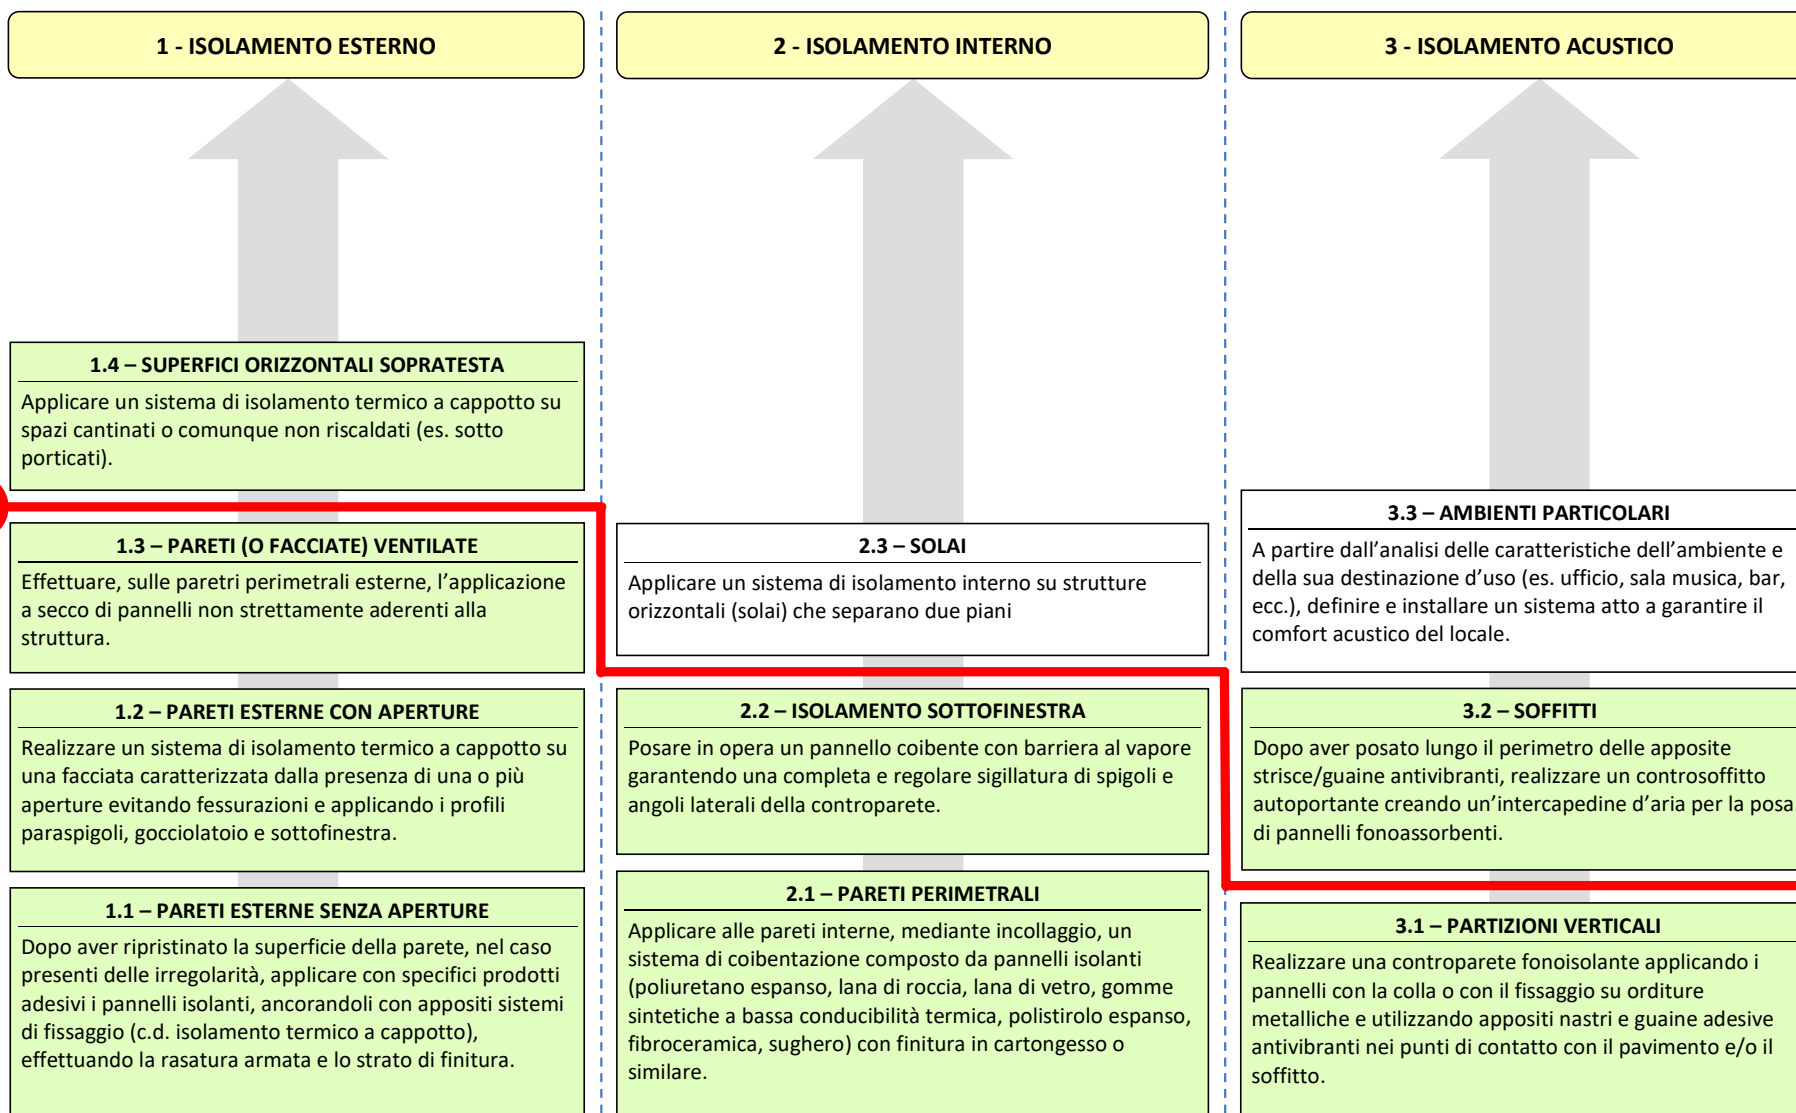 1 - ISOLAMENTO ESTERNO
1.4 – SUPERFICI ORIZZONTALI SOPRATESTA
Applicare un sistema di isolamento termico a cappotto su
spazi cantinati o comunque non riscaldati (es. sotto
porticati).
1.3 – PARETI (O FACCIATE) VENTILATE
Effettuare, sulle paretri perimetrali esterne, l’applicazione
a secco di pannelli non strettamente aderenti alla
struttura.
1.2 – PARETI ESTERNE CON APERTURE
Realizzare un sistema di isolamento termico a cappotto su
una facciata caratterizzata dalla presenza di una o più
aperture evitando fessurazioni e applicando i profili
paraspigoli, gocciolatoio e sottofinestra.
1.1 – PARETI ESTERNE SENZA APERTURE
Dopo aver ripristinato la superficie della parete, nel caso
presenti delle irregolarità, applicare con specifici prodotti
adesivi i pannelli isolanti, ancorandoli con appositi sistemi
di fissaggio (c.d. isolamento termico a cappotto),
effettuando la rasatura armata e lo strato di finitura.
2 - ISOLAMENTO INTERNO
2.3 – SOLAI
Applicare un sistema di isolamento interno su strutture
orizzontali (solai) che separano due piani
2.2 – ISOLAMENTO SOTTOFINESTRA
Posare in opera un pannello coibente con barriera al vapore
garantendo una completa e regolare sigillatura di spigoli e
angoli laterali della controparete.
2.1 – PARETI PERIMETRALI
Applicare alle pareti interne, mediante incollaggio, un
sistema di coibentazione composto da pannelli isolanti
(poliuretano espanso, lana di roccia, lana di vetro, gomme
sintetiche a bassa conducibilità termica, polistirolo espanso,
fibroceramica, sughero) con finitura in cartongesso o
similare.
3 - ISOLAMENTO ACUSTICO
3.3 – AMBIENTI PARTICOLARI
A partire dall’analisi delle caratteristiche dell’ambiente e
della sua destinazione d’uso (es. ufficio, sala musica, bar,
ecc.), definire e installare un sistema atto a garantire il
comfort acustico del locale.
3.2 – SOFFITTI
Dopo aver posato lungo il perimetro delle apposite
strisce/guaine antivibranti, realizzare un controsoffitto
autoportante creando un’intercapedine d’aria per la posa
di pannelli fonoassorbenti.
3.1 – PARTIZIONI VERTICALI
Realizzare una controparete fonoisolante applicando i
pannelli con la colla o con il fissaggio su orditure
metalliche e utilizzando appositi nastri e guaine adesive
antivibranti nei punti di contatto con il pavimento e/o il
soffitto.